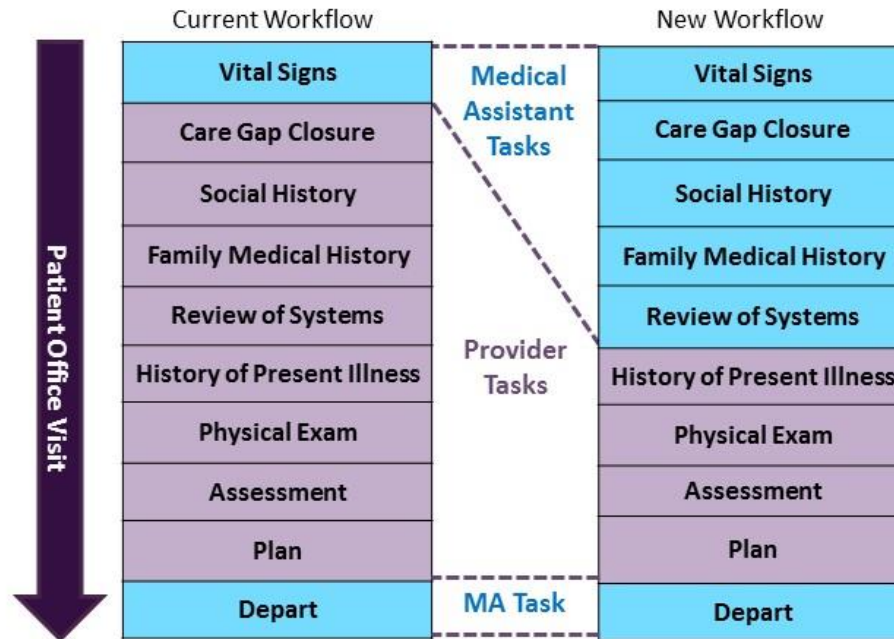 Current Workflow
New Workflow
Patient Office Visit
Vital Signs
Care Gap Closure
Social History
Family Medical History
Review of Systems
History of Present Illness
Physical Exam
Assessment
Plan
Depart
Medical
Assistant
Tasks
Provider
Tasks
MA Task
Vital Signs
Care Gap Closure
Social History
Family Medical History
Review of Systems
History of Present Illness
Physical Exam
Assessment
Plan
Depart